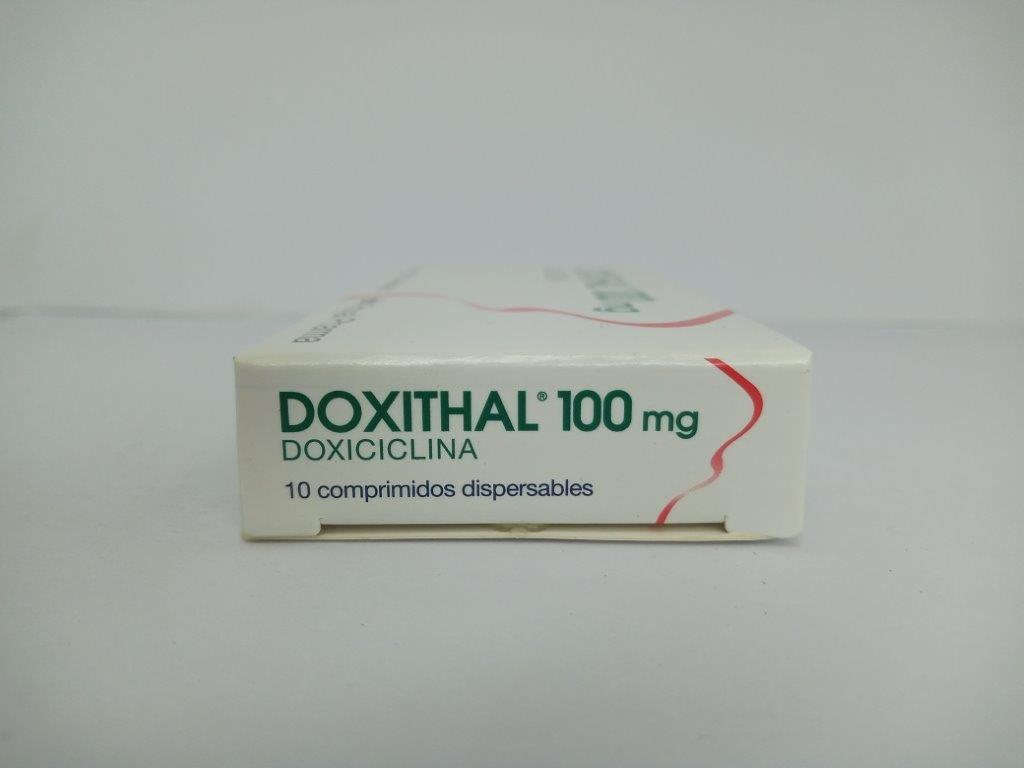 DOXITHAL® 100 mg
DOXICICLINA
10 comprimidos dispersables